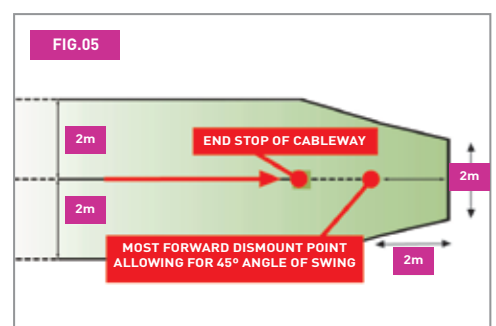 FIG.05
2m
END STOP OF CABLEWAY
2m
2m
MOST FORWARD DISMOUNT POINT
ALLOWING FOR 45º ANGLE OF SWING
2m